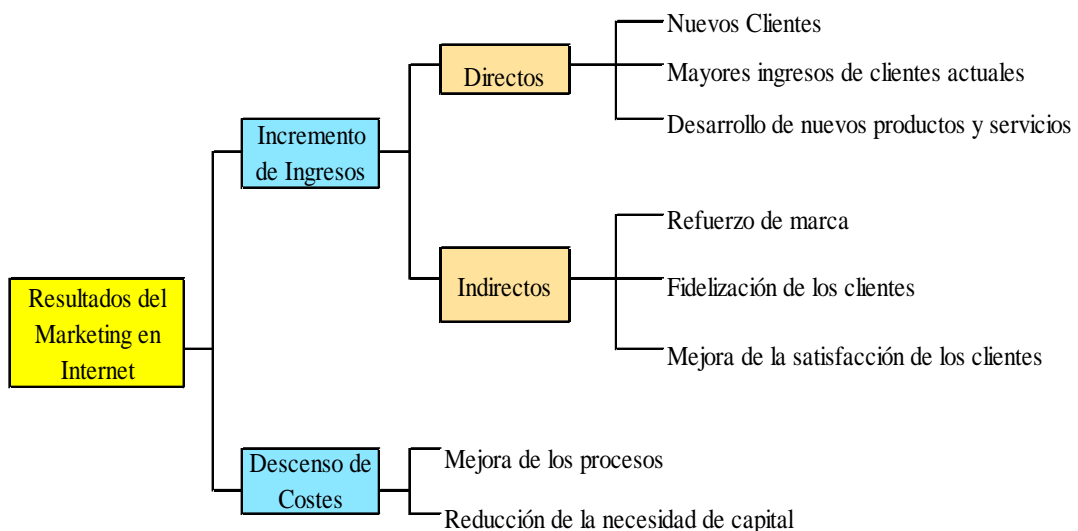 Nuevos Clientes
Directos
Mayores ingresos de clientes actuales
Desarrollo de nuevos productos y servicios
Incremento
de Ingresos
Refuerzo de marca
Indirectos
Fidelización de los clientes
Mejora de la satisfacción de los clientes
Resultados del
Marketing en
Internet
Descenso de
Costes
Mejora de los procesos
Reducción de la necesidad de capital